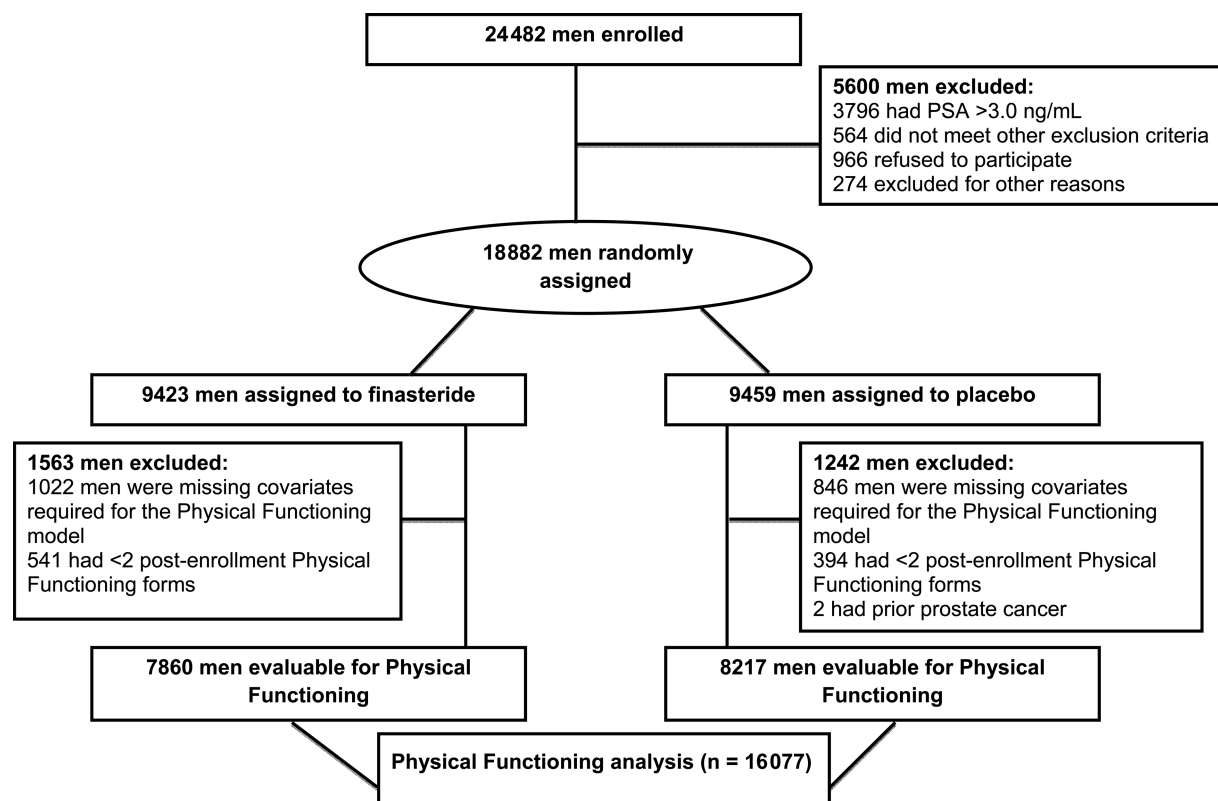 24482 men enrolled
5600 men excluded:
3796 had PSA >3.0 ng/mL
564 did not meet other exclusion criteria
966 refused to participate
274 excluded for other reasons
18882 men randomly
assigned
9423 men assigned to finasteride
9459 men assigned to placebo
1563 men excluded:
1022 men were missing covariates
required for the Physical Functioning
model
541 had <2 post-enrollment Physical
Functioning forms
1242 men excluded:
846 men were missing covariates
required for the Physical Functioning
model
394 had <2 post-enrollment Physical
Functioning forms
2 had prior prostate cancer
7860 men evaluable for Physical
Functioning
8217 men evaluable for Physical
Functioning
Physical Functioning analysis (n = 16077)